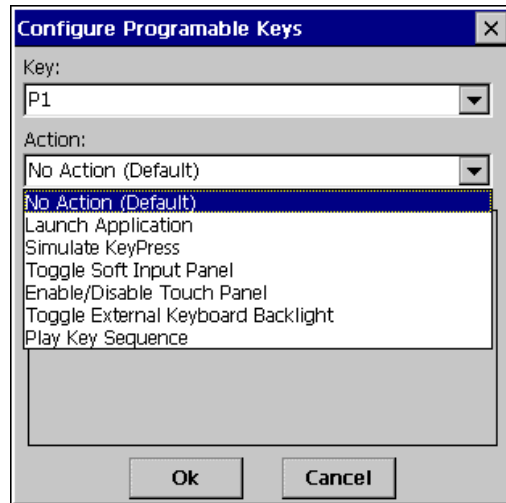 Configure Programable Keys
Key:
P1
Action:
No Action (Default)
No Action (Default)
Launch Application
Simulate KeyPress
Toggle Soft Input Panel
Enable/Disable Touch Panel
Toggle External Keyboard Backlight
Play Key Sequence
Ok Cancel